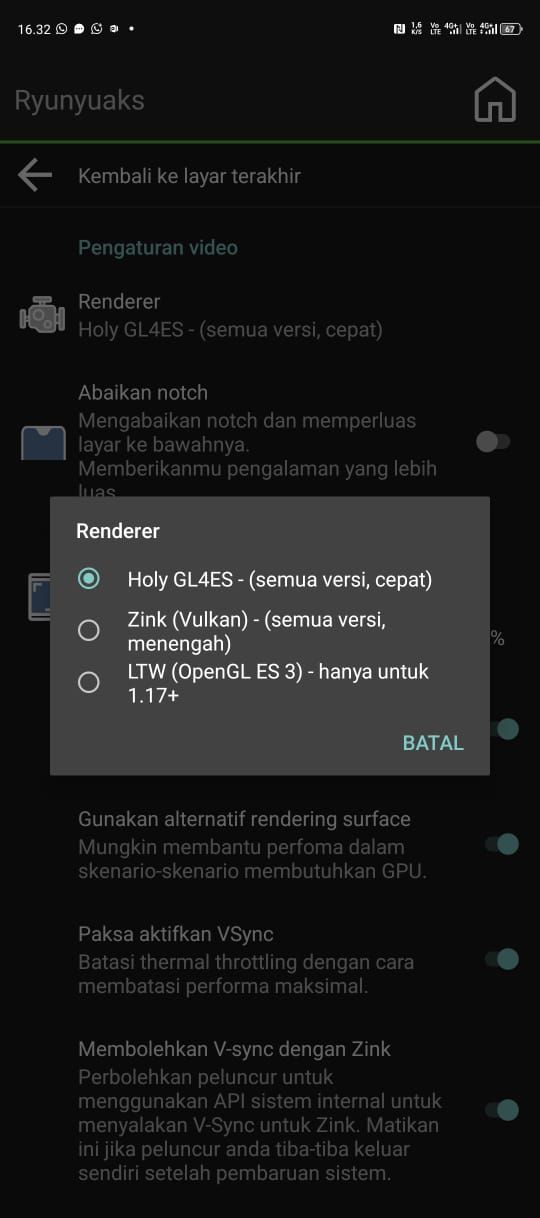 16.32
1,6 K/S Vo LTE 4G+ Vo LTE 4G+ 67
Ryunyuaks
Kembali ke layar terakhir
Pengaturan video
Renderer
Holy GL4ES - (semua versi, cepat)
Abaikan notch
Mengabaikan notch dan memperluas
layar ke bawahnya.
Memberikanmu pengalaman yang lebih
luas.
Renderer
Holy GL4ES - (semua versi, cepat)
Zink (Vulkan) - (semua versi,
menengah)
%
LTW (OpenGL ES 3) - hanya untuk
1.17+
BATAL
Gunakan alternatif rendering surface
Mungkin membantu perfoma dalam
skenario-skenario membutuhkan GPU.
Paksa aktifkan VSync
Batasi thermal throttling dengan cara
membatasi performa maksimal.
Membolehkan V-sync dengan Zink
Perbolehkan peluncur untuk
menggunakan API sistem internal untuk
menyalakan V-Sync untuk Zink. Matikan
ini jika peluncur anda tiba-tiba keluar
sendiri setelah pembaruan sistem.